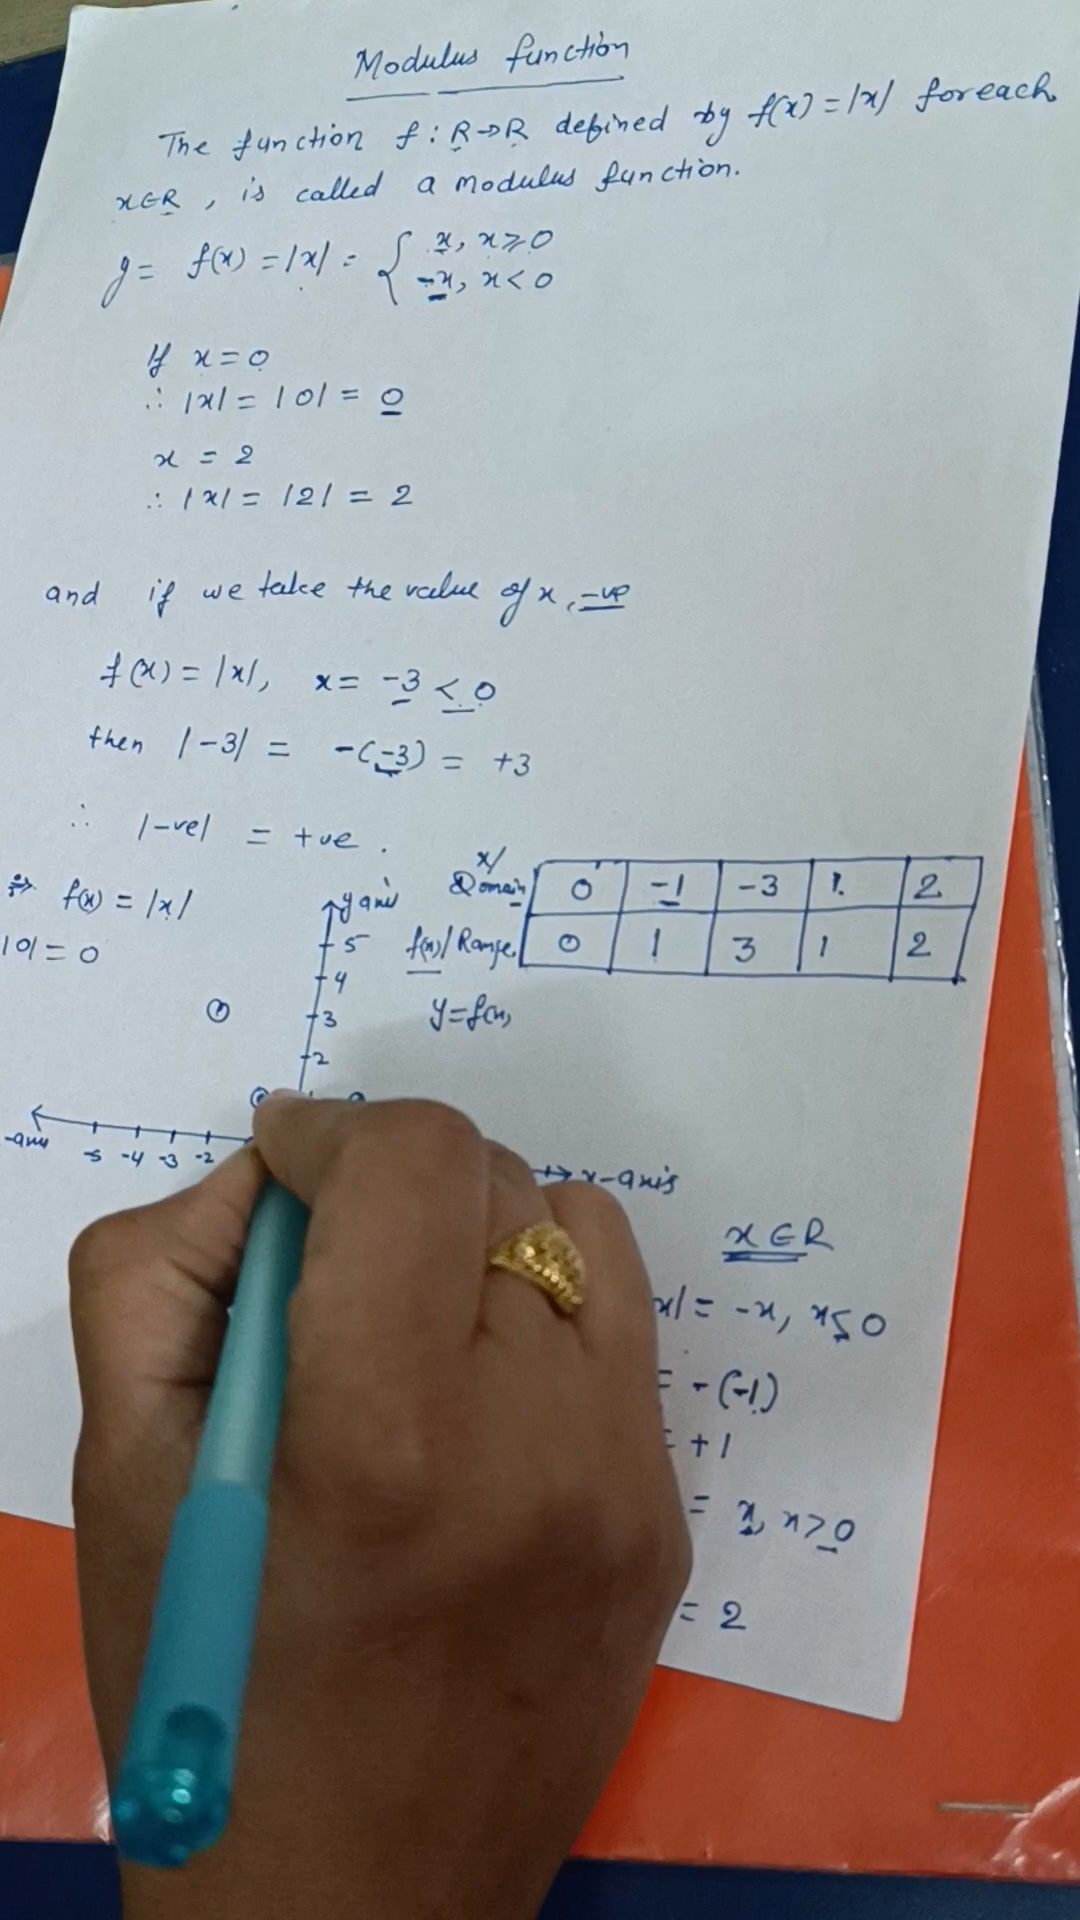 Modulus function
The function f : R→R defined by f(x) = |x| for each
x∈R , is called a modulus function.
y = f(x) = |x| = { x, x ≥ 0
-x, x < 0
If x = 0
∴ |x| = |0| = 0
x = 2
∴ |x| = |2| = 2
and if we take the value of x, -ve
f(x) = |x|, x = -3 < 0
then |-3| = -(-3) = +3
∴ |-ve| = +ve .
x/
Domain 0 -1 -3 1 2
f(x)/Range 0 1 3 1 2
⇒ f(x) = |x|
|0| = 0
y axis
5
4
3
2
y = f(x)
-5 -4 -3 -2
x-axis
x ∈ R
x| = -x, x ≤ 0
= -(-1)
= +1
= x, x > 0
= 2